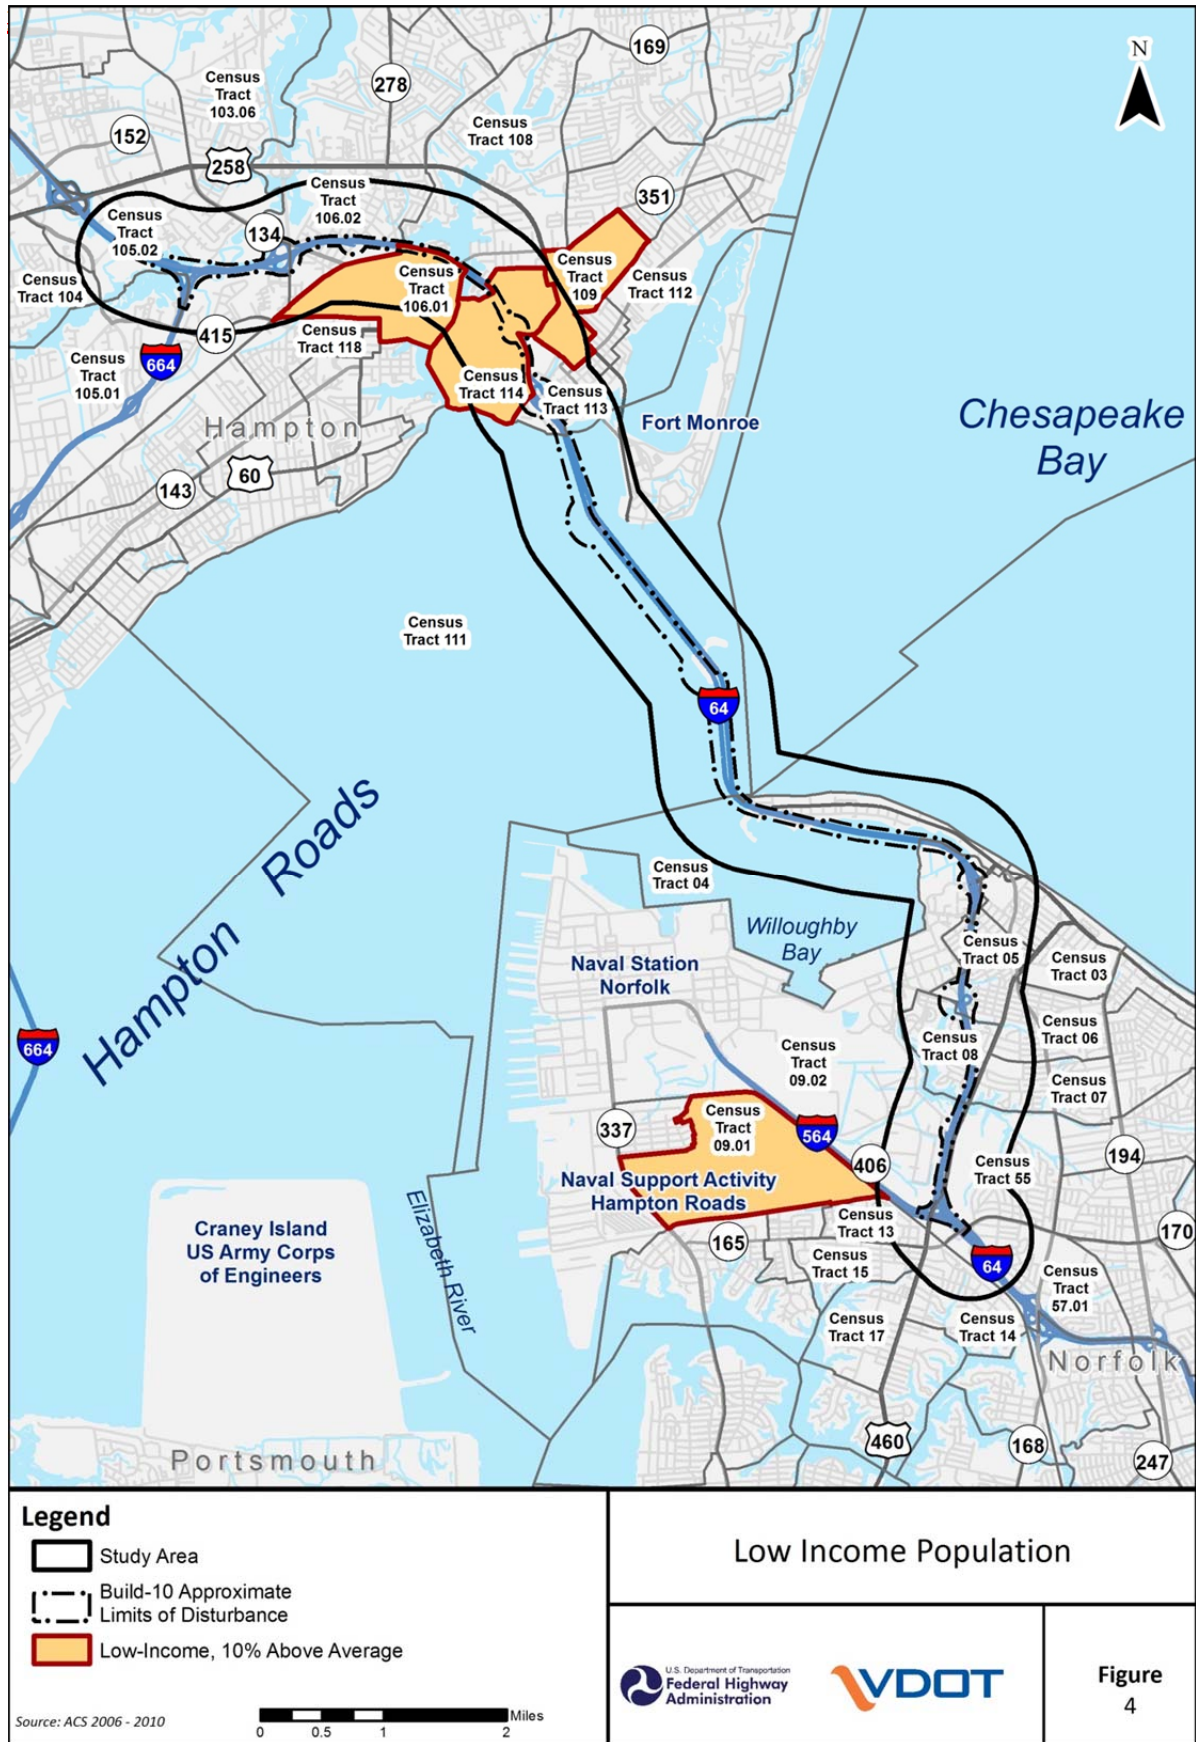 169
N
278
Census
Tract
103.06
Census
Tract 108
152
258
Census
Tract
106.02
351
Census
Tract
105.02
134
Census
Tract
109
Census
Tract 112
Census
Tract 104
Census
Tract
106.01
415
Census
Tract 118
664
Census
Tract
105.01
Census
Tract 114
Census
Tract 113
Hampton
Fort Monroe
Chesapeake
Bay
60
143
Census
Tract 111
64
Hampton Roads
Census
Tract 04
Willoughby
Bay
Census
Tract 05
Census
Tract 03
Naval Station
Norfolk
664
Census
Tract
09.02
Census
Tract 08
Census
Tract 06
Census
Tract 07
337
Census
Tract
09.01
564
406
194
Naval Support Activity
Hampton Roads
Census
Tract 55
Craney Island
US Army Corps
of Engineers
Elizabeth River
165
Census
Tract 13
170
Census
Tract 15
64
Census
Tract
57.01
Census
Tract 17
Census
Tract 14
Norfolk
460
168
247
Portsmouth
Legend
Study Area
Build-10 Approximate
Limits of Disturbance
Low-Income, 10% Above Average
Source: ACS 2006 - 2010
Miles
0 0.5 1 2
Low Income Population
U.S. Department of Transportation
Federal Highway
Administration
VDOT
Figure
4